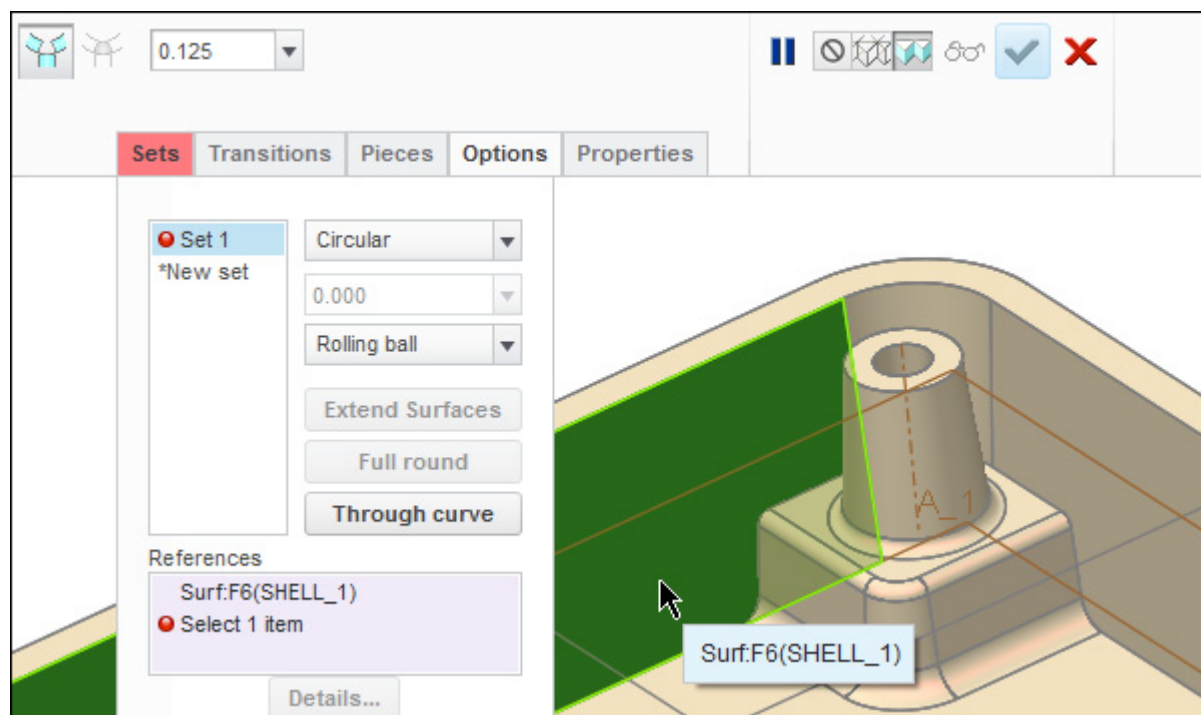 0.125
Sets Transitions Pieces Options Properties
Set 1
*New set
Circular
0.000
Rolling ball
Extend Surfaces
Full round
Through curve
References
Surf:F6(SHELL_1)
Select 1 item
Details...
A_1
Surf:F6(SHELL_1)